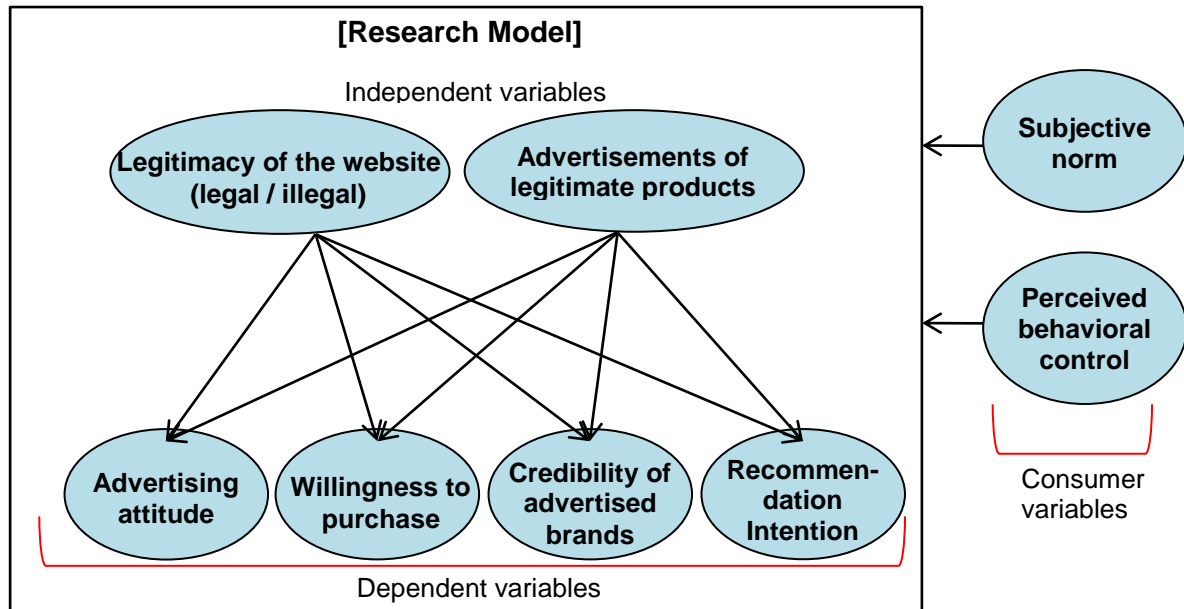 [Research Model]
Independent variables
Legitimacy of the website
(legal / illegal)
Advertisements of
legitimate products
Subjective
norm
Perceived
behavioral
control
Advertising
attitude
Willingness to
purchase
Credibility of
advertised
brands
Recommen-
dation
Intention
Consumer
variables
Dependent variables